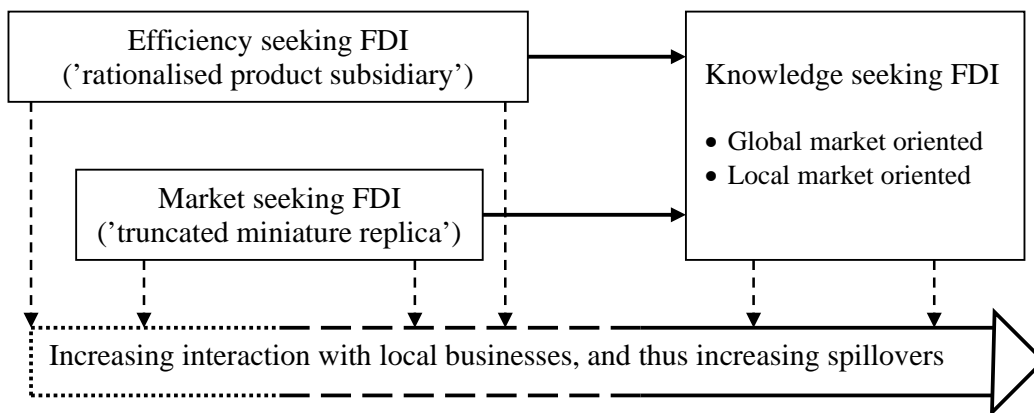 Efficiency seeking FDI
(’rationalised product subsidiary’)
Knowledge seeking FDI
• Global market oriented
• Local market oriented
Market seeking FDI
(’truncated miniature replica’)
Increasing interaction with local businesses, and thus increasing spillovers